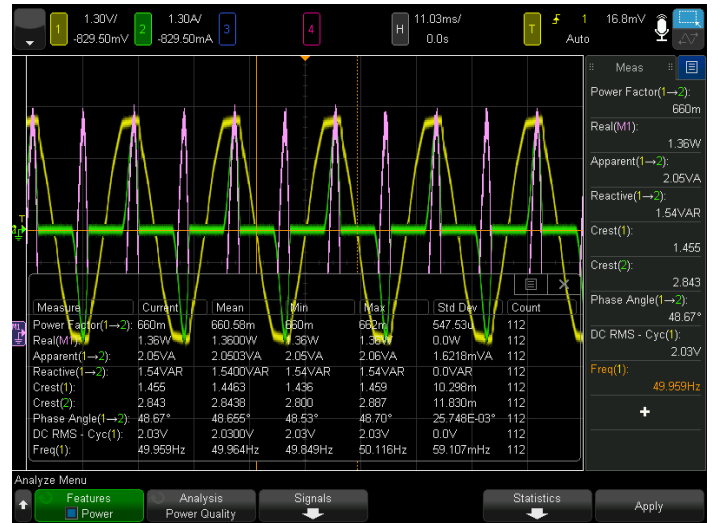 1 1.30V/ 2 1.30A/ 3 4 H 11.03ms/ T 1 16.8mV
-829.50mV -829.50mA 0.0s Auto
Meas
Power Factor(1→2):
660m
Real(M1):
1.36W
Apparent(1→2):
2.05VA
Reactive(1→2):
1.54VAR
Crest(1):
1.455
Crest(2):
2.843
Phase Angle(1→2):
48.67°
DC RMS - Cyc(1):
2.03V
Freq(1):
49.959Hz
T
M1
Measure Current Mean Min Max Std Dev Count
Power Factor(1→2): 660m 660.58m 660m 662m 547.53u 112
Real(M1): 1.36W 1.3600W 1.36W 1.36W 0.0W 112
Apparent(1→2): 2.05VA 2.0503VA 2.05VA 2.06VA 1.6218mVA 112
Reactive(1→2): 1.54VAR 1.5400VAR 1.54VAR 1.54VAR 0.0VAR 112
Crest(1): 1.455 1.4463 1.436 1.459 10.298m 112
Crest(2): 2.843 2.8438 2.800 2.887 11.830m 112
Phase Angle(1→2): 48.67° 48.655° 48.53° 48.70° 25.748E-03° 112
DC RMS - Cyc(1): 2.03V 2.0300V 2.03V 2.03V 0.0V 112
Freq(1): 49.959Hz 49.964Hz 49.849Hz 50.116Hz 59.107mHz 112
Analyze Menu
Features Analysis Signals Statistics Apply
Power Power Quality